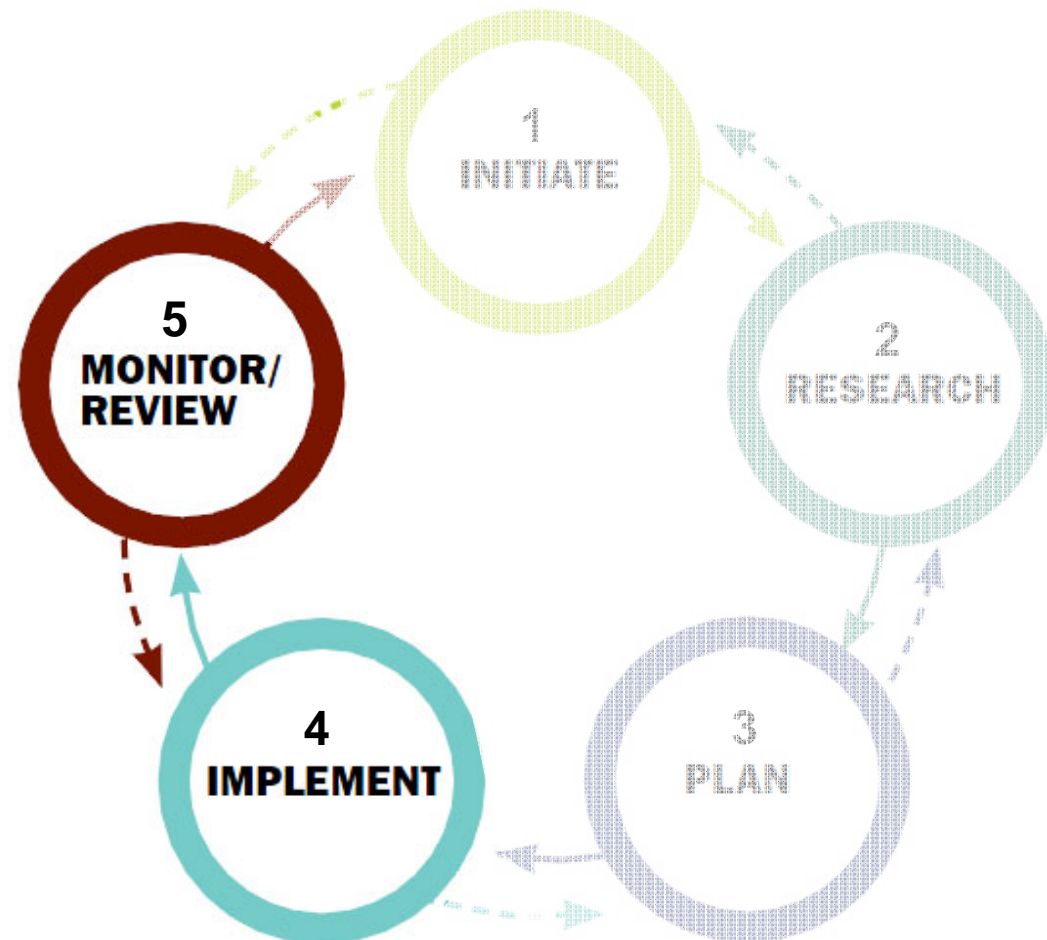 1
INITIATE
2
RESEARCH
3
PLAN
4
IMPLEMENT
5
MONITOR/
REVIEW